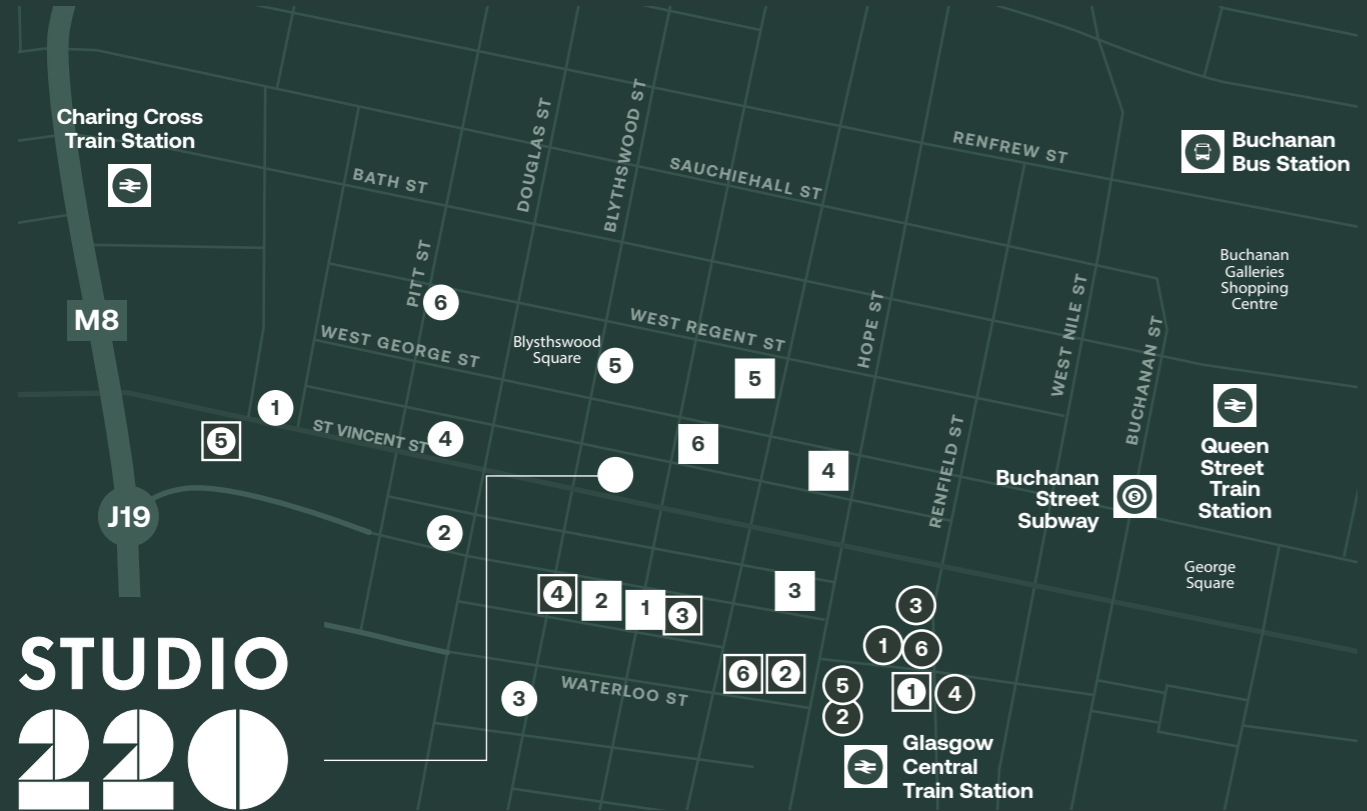 Charing Cross
Train Station
BATH ST
DOUGLAS ST
BLYTHSWOOD ST
SAUCHIEHALL ST
RENFREW ST
Buchanan
Bus Station
Buchanan
Galleries
Shopping
Centre
M8
PITT ST
6
WEST GEORGE ST
Blysthswood
Square
5
WEST REGENT ST
5
HOPE ST
WEST NILE ST
BUCHANAN ST
1
5
ST VINCENT ST
4
6
4
RENFIELD ST
Buchanan
Street
Subway
S
Queen
Street
Train
Station
J19
2
George
Square
4
2
1
3
3
3
1
6
6
2
5
2
1
4
3
WATERLOO ST
Glasgow
Central
Train Station
STUDIO
220